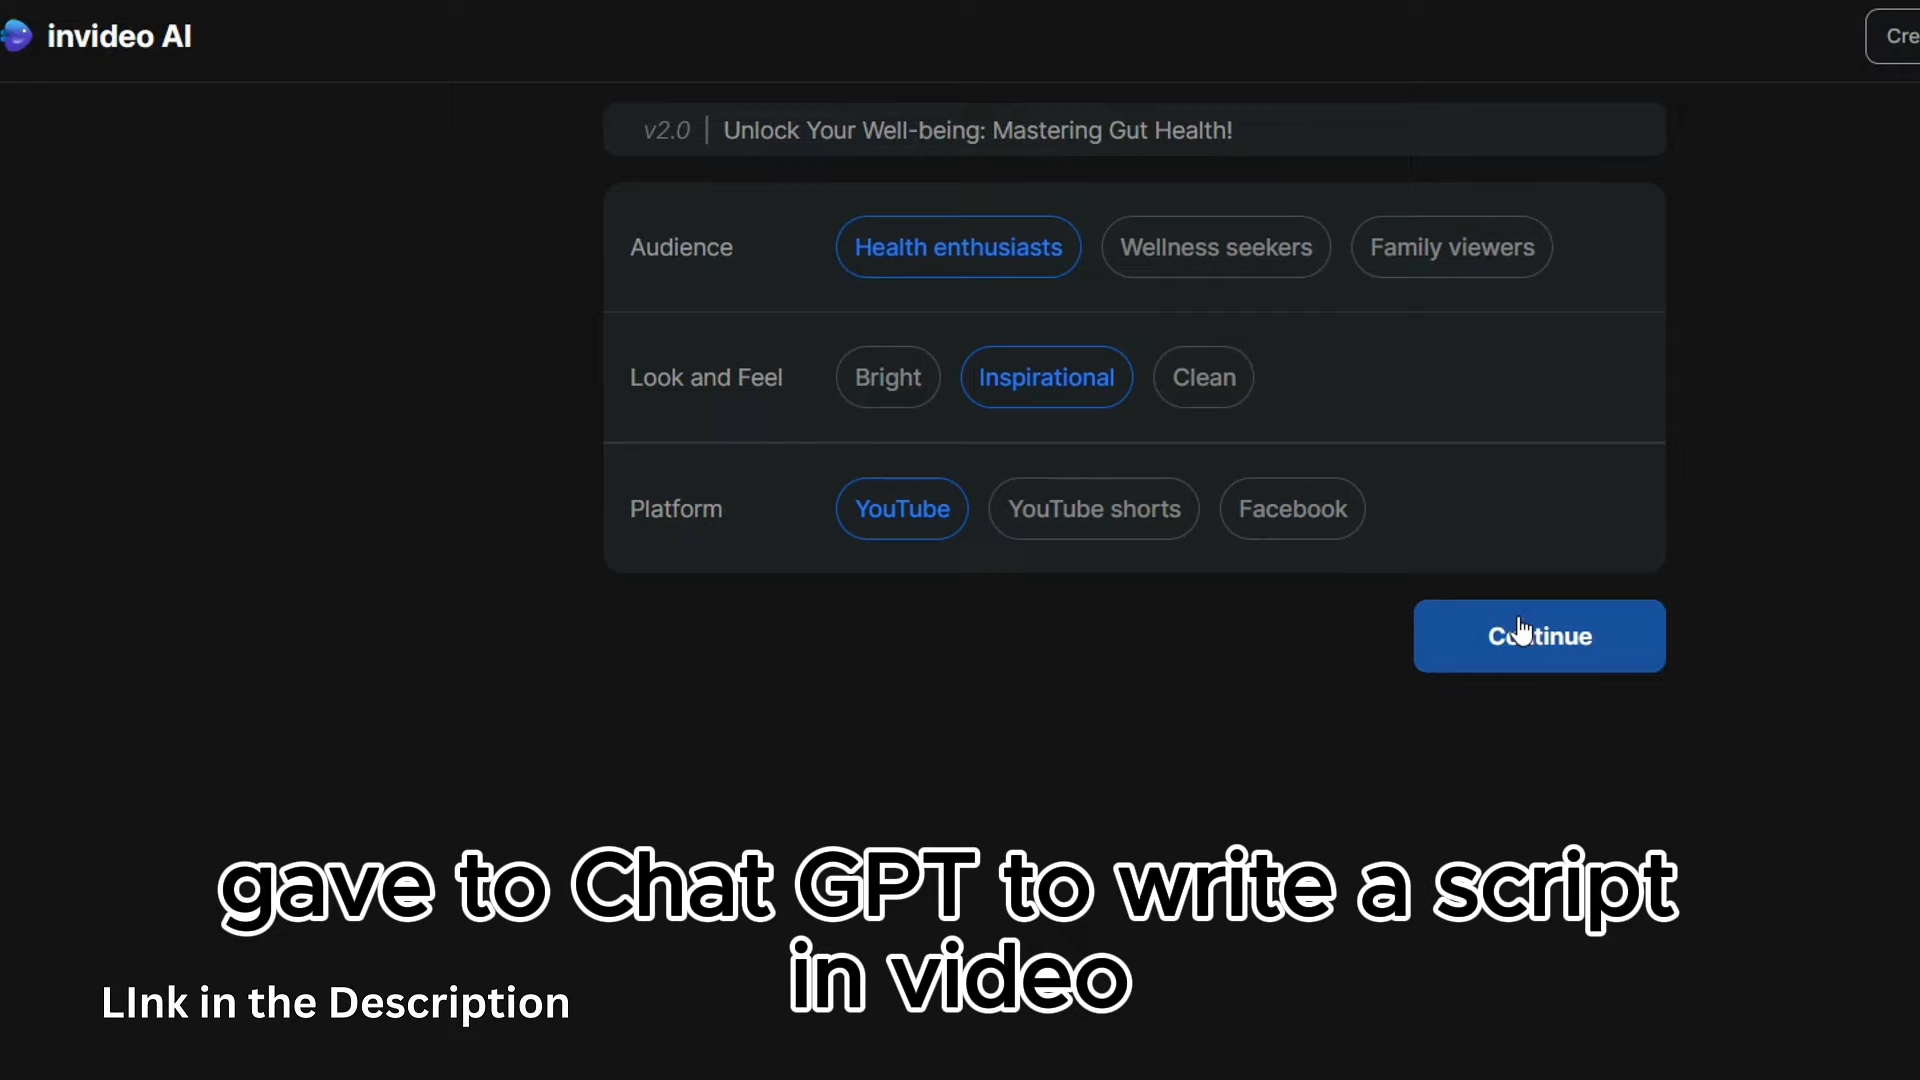 invideo AI
Cre
v2.0 | Unlock Your Well-being: Mastering Gut Health!
Audience Health enthusiasts Wellness seekers Family viewers
Look and Feel Bright Inspirational Clean
Platform YouTube YouTube shorts Facebook
Continue
gave to Chat GPT to write a script
in video
LInk in the Description